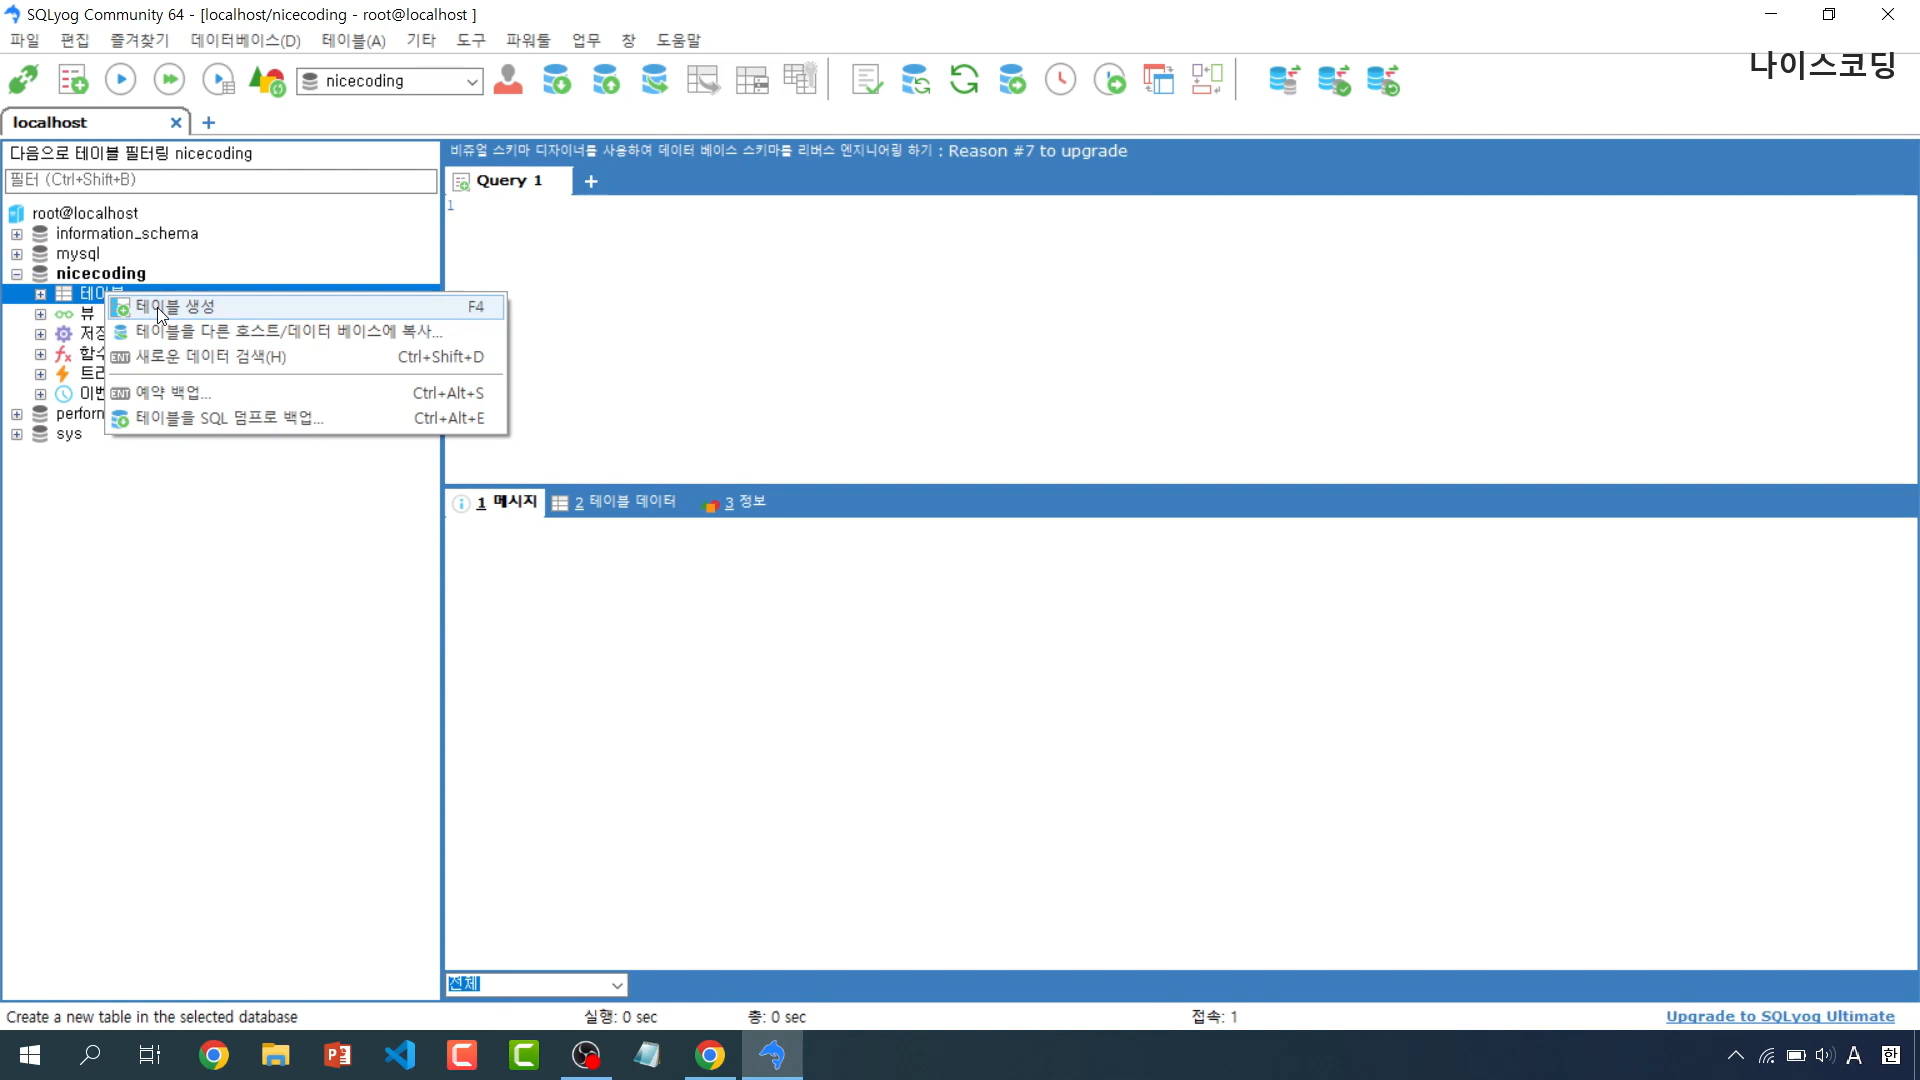 SQLyog Community 64 - [localhost/nicecoding - root@localhost ]
파일 편집 즐겨찾기 데이터베이스(D) 테이블(A) 기타 도구 파워툴 업무 창 도움말
nicecoding
나이스코딩
localhost
다음으로 테이블 필터링 nicecoding
필터 (Ctrl+Shift+B)
비쥬얼 스키마 디자이너를 사용하여 데이터 베이스 스키마를 리버스 엔지니어링 하기 : Reason #7 to upgrade
Query 1
1
root@localhost
information_schema
mysql
nicecoding
테이블
뷰
저장
함수
트리
이벤
perform
sys
테이블 생성 F4
테이블을 다른 호스트/데이터 베이스에 복사...
새로운 데이터 검색(H) Ctrl+Shift+D
예약 백업... Ctrl+Alt+S
테이블을 SQL 덤프로 백업... Ctrl+Alt+E
1 메시지 2 테이블 데이터 3 정보
전체
Create a new table in the selected database 실행: 0 sec 총: 0 sec 접속: 1 Upgrade to SQLyog Ultimate
A 한